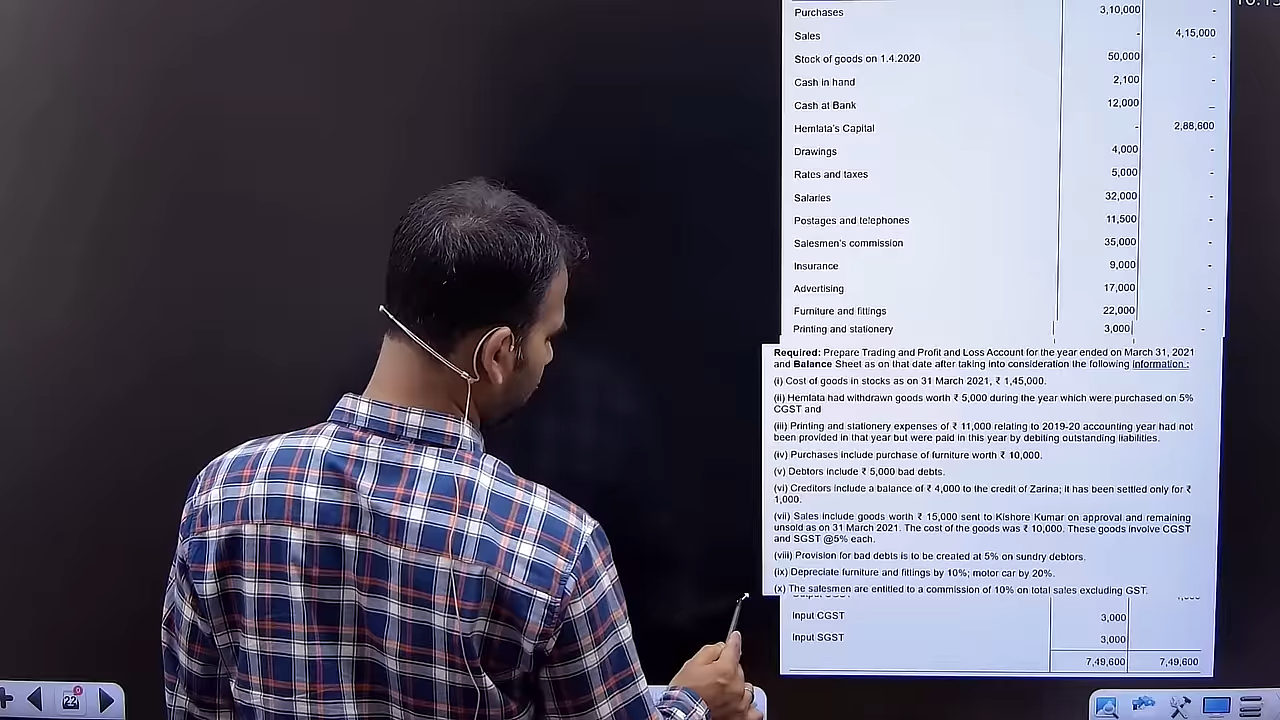 Purchases 3,10,000 -
Sales - 4,15,000
Stock of goods on 1.4.2020 50,000 -
Cash in hand 2,100 -
Cash at Bank 12,000 _
Hemlata's Capital - 2,88,600
Drawings 4,000 -
Rates and taxes 5,000 -
Salaries 32,000 -
Postages and telephones 11,500 -
Salesmen's commission 35,000 -
Insurance 9,000 -
Advertising 17,000 -
Furniture and fittings 22,000 -
Printing and stationery 3,000 -
Required: Prepare Trading and Profit and Loss Account for the year ended on March 31, 2021
and Balance Sheet as on that date after taking into consideration the following information :
(i) Cost of goods in stocks as on 31 March 2021, ₹ 1,45,000.
(ii) Hemlata had withdrawn goods worth ₹ 5,000 during the year which were purchased on 5%
CGST and
(iii) Printing and stationery expenses of ₹ 11,000 relating to 2019-20 accounting year had not
been provided in that year but were paid in this year by debiting outstanding liabilities.
(iv) Purchases include purchase of furniture worth ₹ 10,000.
(v) Debtors include ₹ 5,000 bad debts.
(vi) Creditors include a balance of ₹ 4,000 to the credit of Zarina; it has been settled only for ₹
1,000.
(vii) Sales include goods worth ₹ 15,000 sent to Kishore Kumar on approval and remaining
unsold as on 31 March 2021. The cost of the goods was ₹ 10,000. These goods involve CGST
and SGST @5% each.
(viii) Provision for bad debts is to be created at 5% on sundry debtors.
(ix) Depreciate furniture and fittings by 10%; motor car by 20%.
(x) The salesmen are entitled to a commission of 10% on total sales excluding GST.
Input CGST 3,000
Input SGST 3,000
7,49,600 7,49,600
22